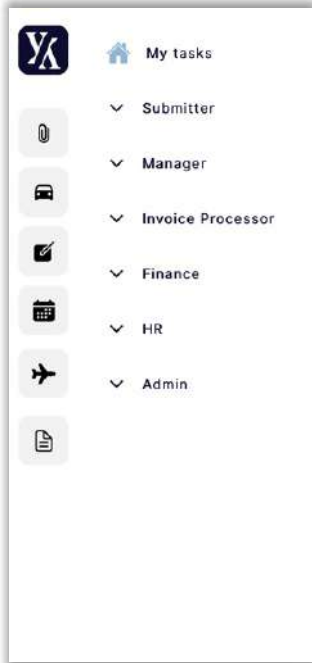 My tasks
Submitter
Manager
Invoice Processor
Finance
HR
Admin